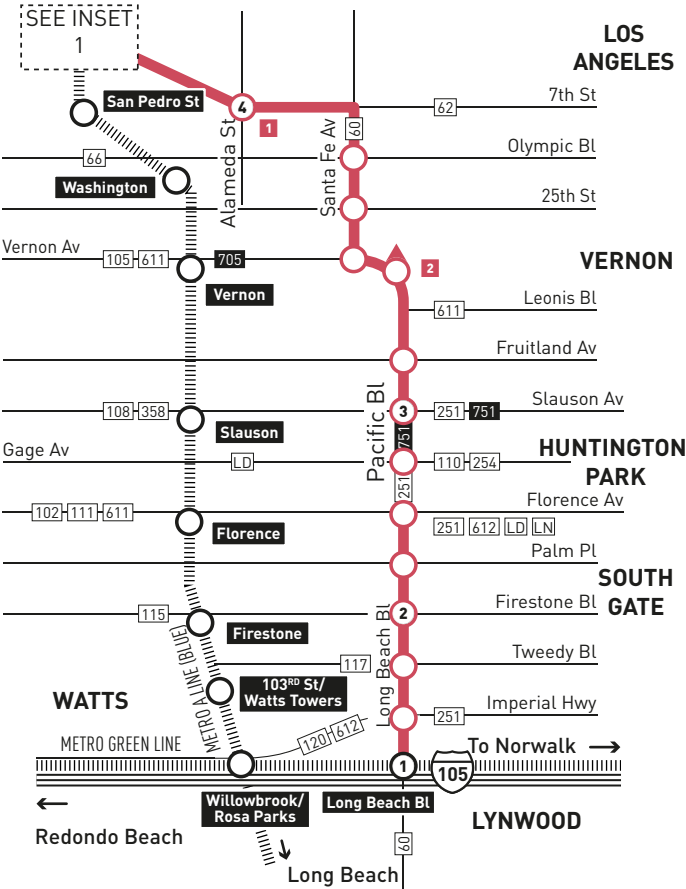 SEE INSET
1
LOS
ANGELES
San Pedro St
4
1
62
7th St
Alameda St
Santa Fe Av
60
66
Olympic Bl
Washington
25th St
Vernon Av
105
611
705
2
VERNON
Vernon
611
Leonis Bl
Fruitland Av
Pacific Bl
108
358
3
251
751
Slauson Av
Slauson
751
Gage Av
LD
110
254
HUNTINGTON
PARK
251
102
111
611
Florence Av
251
612
LD
LN
Florence
Palm Pl
SOUTH
GATE
115
2
Firestone Bl
Firestone
METRO A LINE (BLUE)
Long Beach Bl
117
Tweedy Bl
103RD St/
Watts Towers
WATTS
251
Imperial Hwy
120
612
METRO GREEN LINE
To Norwalk
1
105
Willowbrook/
Rosa Parks
Long Beach Bl
LYNWOOD
Redondo Beach
60
Long Beach